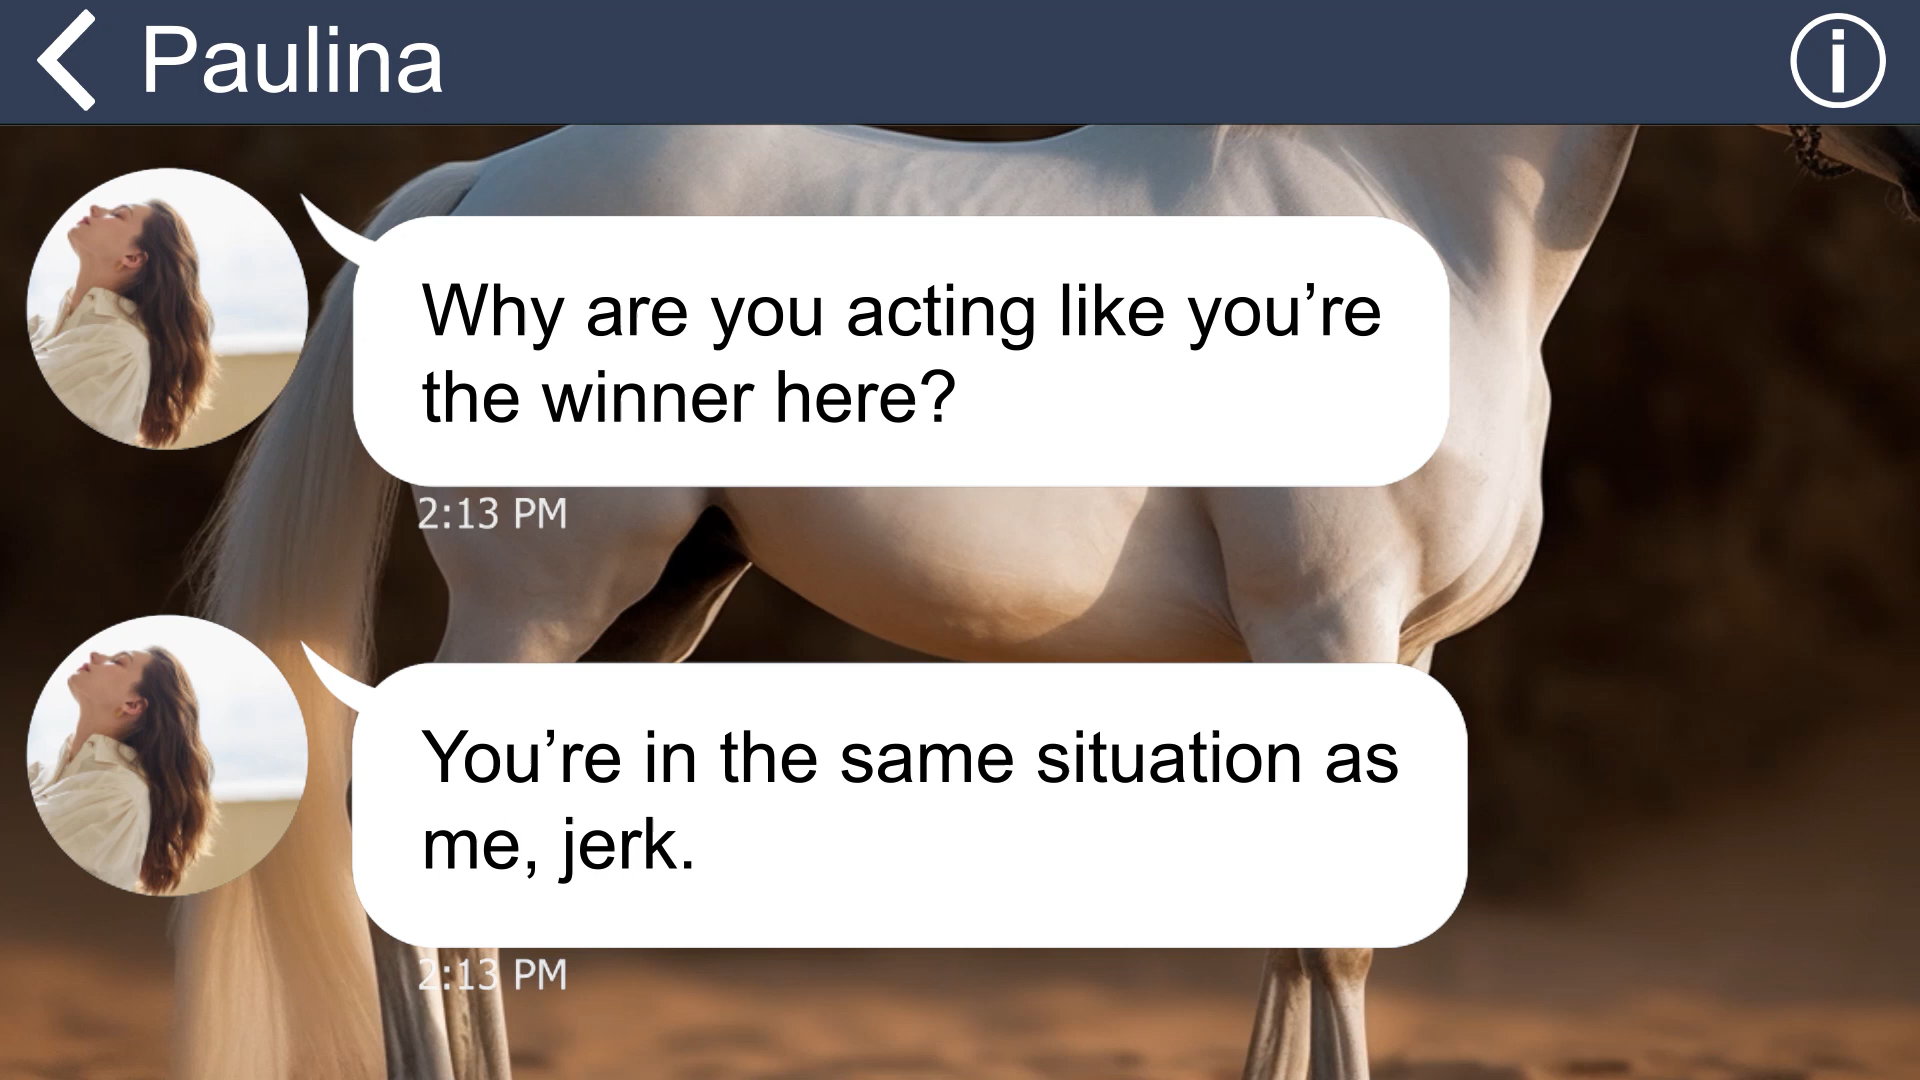 Paulina
Why are you acting like you’re
the winner here?
2:13 PM
You’re in the same situation as
me, jerk.
2:13 PM